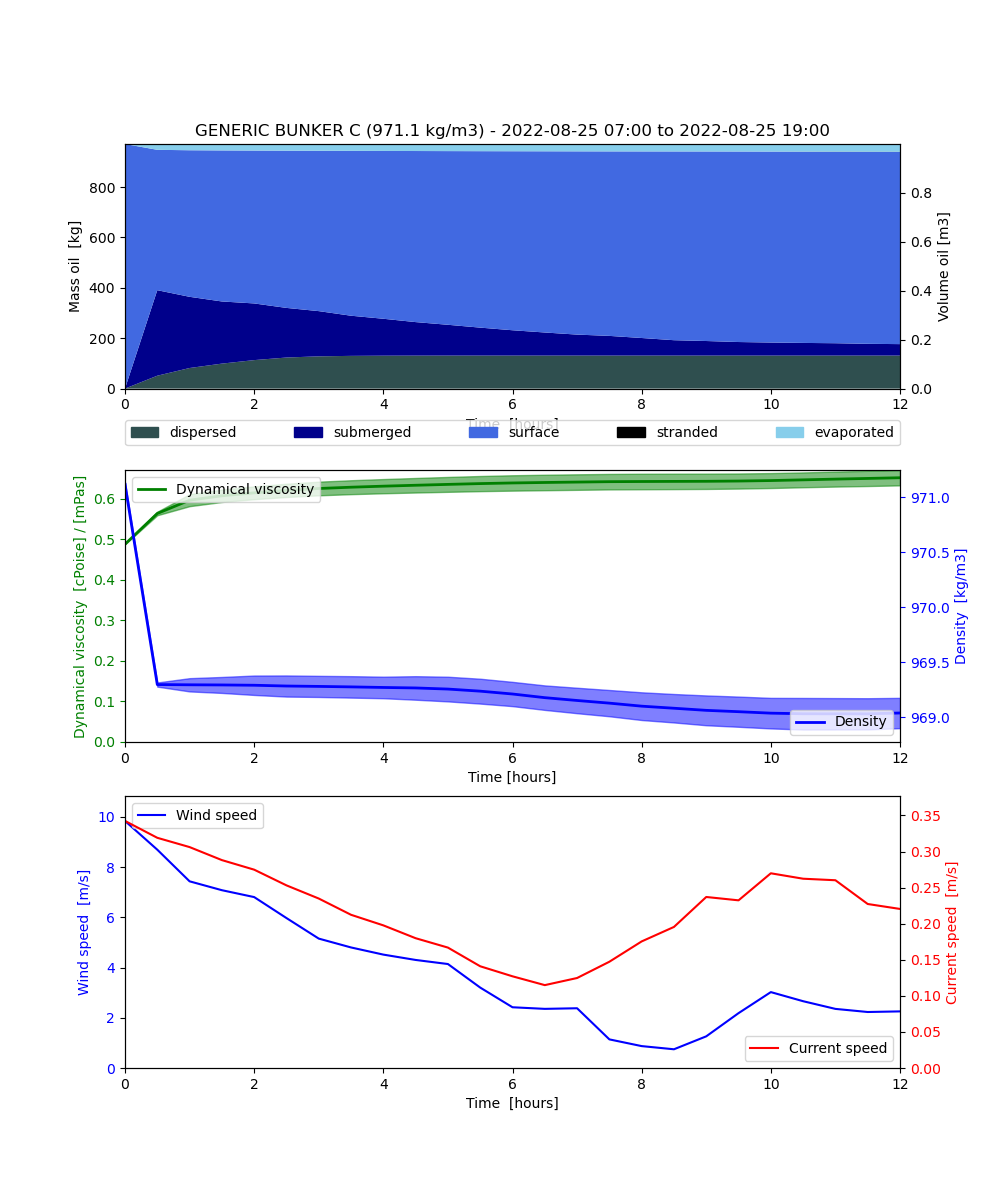 GENERIC BUNKER C (971.1 kg/m3) - 2022-08-25 07:00 to 2022-08-25 19:00
Mass oil [kg]
800
600
400
200
0
Volume oil [m3]
0.8
0.6
0.4
0.2
0.0
0 2 4 6 8 10 12
Time [hours]
dispersed submerged surface stranded evaporated
Dynamical viscosity [cPoise] / [mPas]
0.6
0.5
0.4
0.3
0.2
0.1
0.0
Dynamical viscosity
Density [kg/m3]
971.0
970.5
970.0
969.5
969.0
Density
0 2 4 6 8 10 12
Time [hours]
Wind speed [m/s]
10
8
6
4
2
0
Wind speed
Current speed [m/s]
0.35
0.30
0.25
0.20
0.15
0.10
0.05
0.00
Current speed
0 2 4 6 8 10 12
Time [hours]